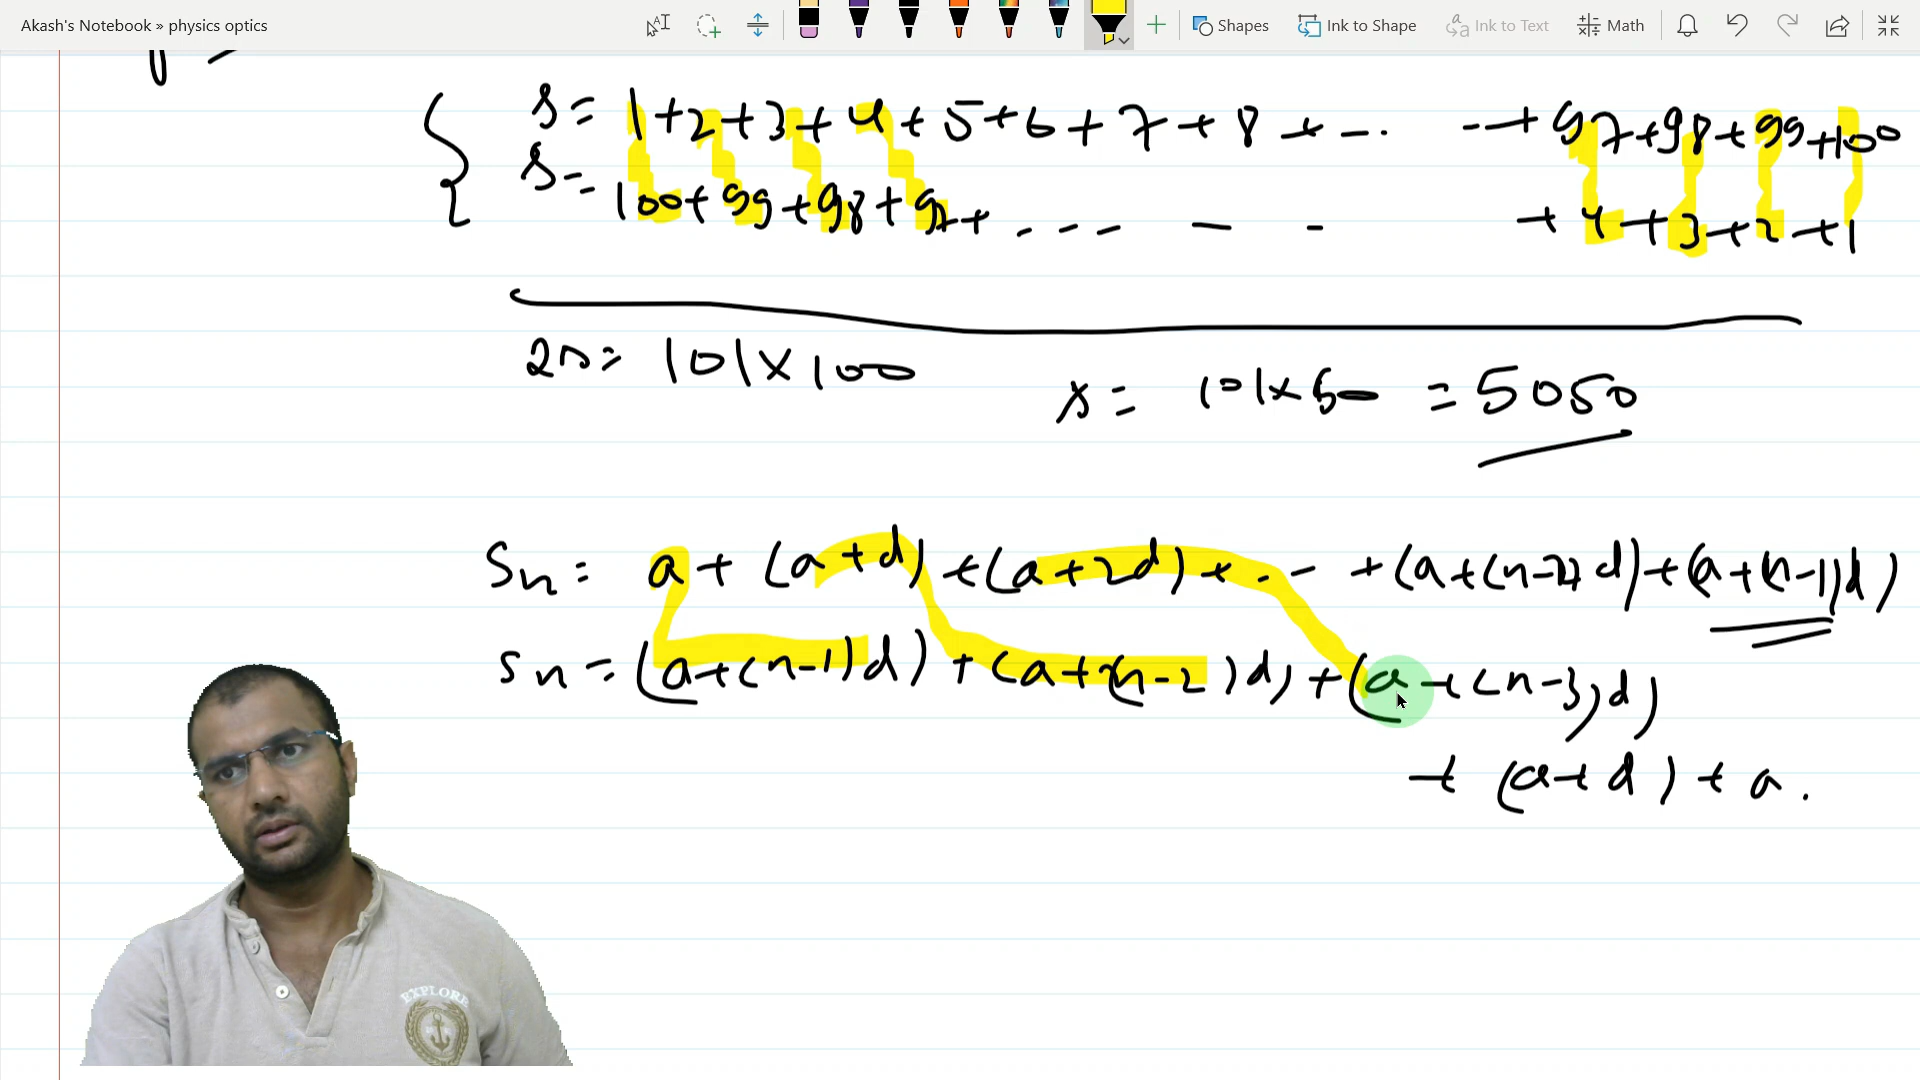 Akash's Notebook » physics optics
Shapes
Ink to Shape
Ink to Text
Math
s = 1+2+3+4+5+6+7+8+-. --+97+98+99+100
s = 100+99+98+97+ . - - - - + 4+3+2+1
2s = 101×100
s = 101×50 = 5050
Sn = a + (a+d) +(a+2d)+ .-- +(a+(n-2)d)+(a+(n-1)d)
Sn = (a+(n-1)d) + (a+(n-2)d) + (a+(n-3)d)
+ (a+d) + a .
EXPLORE